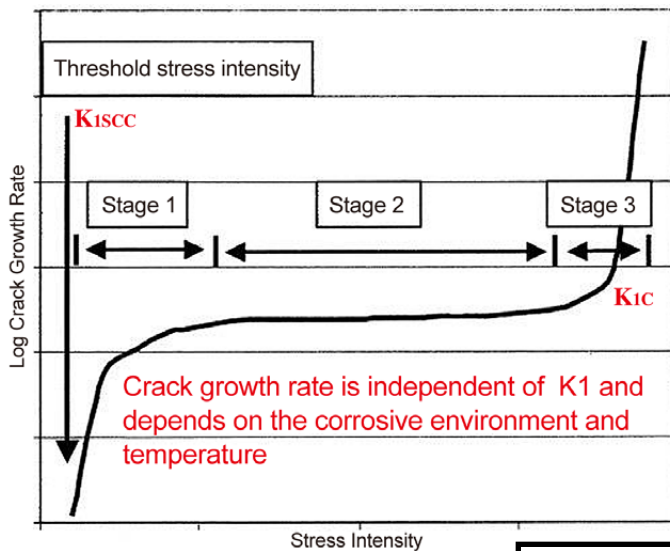 Threshold stress intensity
K1SCC
Stage 1
Stage 2
Stage 3
K1C
Crack growth rate is independent of K1 and
depends on the corrosive environment and
temperature
Log Crack Growth Rate
Stress Intensity